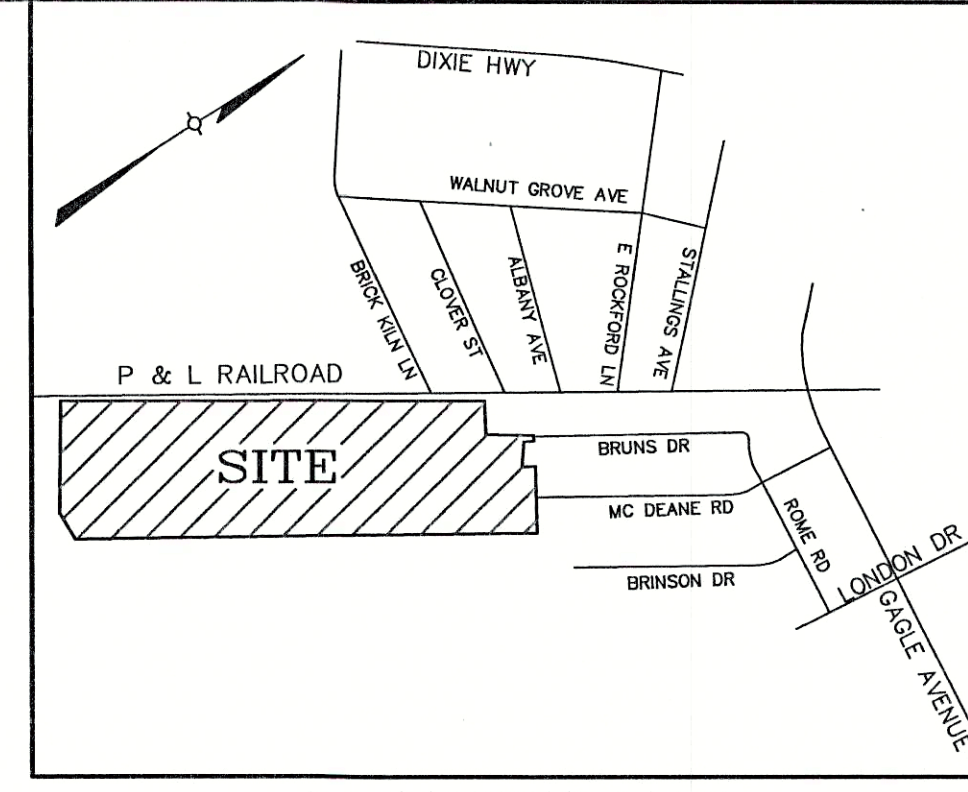 DIXIE HWY
WALNUT GROVE AVE
BRICK KILN LN
CLOVER ST
ALBANY AVE
E ROCKFORD LN
STALLINGS AVE
P & L RAILROAD
SITE
BRUNS DR
MC DEANE RD
ROME RD
BRINSON DR
LONDON DR
GAGLE AVENUE